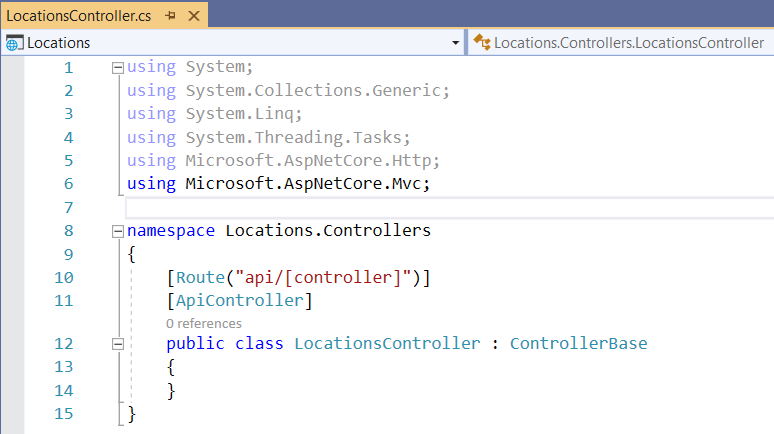 LocationsController.cs
Locations Locations.Controllers.LocationsController
1 using System;
2 using System.Collections.Generic;
3 using System.Linq;
4 using System.Threading.Tasks;
5 using Microsoft.AspNetCore.Http;
6 using Microsoft.AspNetCore.Mvc;
7
8 namespace Locations.Controllers
9 {
10 [Route("api/[controller]")]
11 [ApiController]
0 references
12 public class LocationsController : ControllerBase
13 {
14 }
15 }